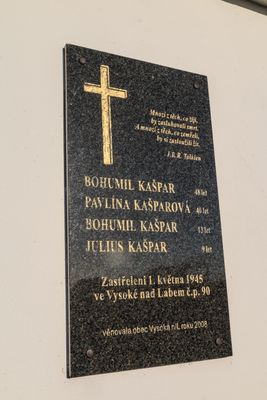 Mnozí z těch, co žijí,
by zasluhovali smrt.
A mnozí z těch, co zemřeli,
by si zasloužili žít.
J.R.R. Tolkien
BOHUMIL KAŠPAR 48 let
PAVLÍNA KAŠPAROVÁ 40 let
BOHUMIL KAŠPAR 13 let
JULIUS KAŠPAR 9 let
Zastřeleni 1. května 1945
ve Vysoké nad Labem č.p. 90
věnovala obec Vysoká n/L roku 2008